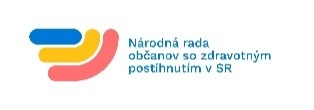 Národná rada
občanov so zdravotným
postihnutím v SR